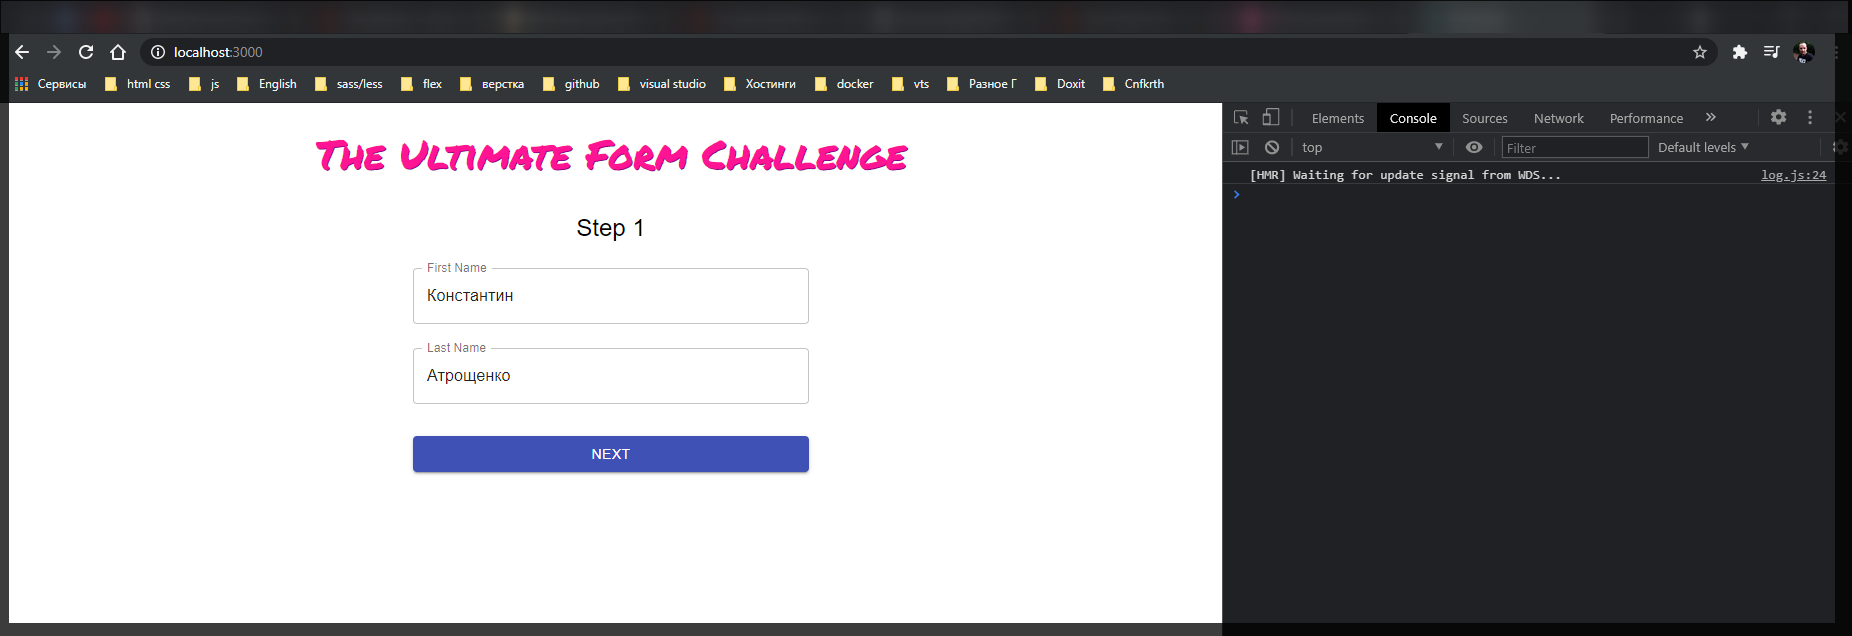 localhost:3000
Сервисы html css js English sass/less flex верстка github visual studio Хостинги docker vts Разное Г Doxit Cnfkrth
The Ultimate Form Challenge
Step 1
First Name
Константин
Last Name
Атрощенко
NEXT
Elements Console Sources Network Performance »
top Filter Default levels
[HMR] Waiting for update signal from WDS... log.js:24